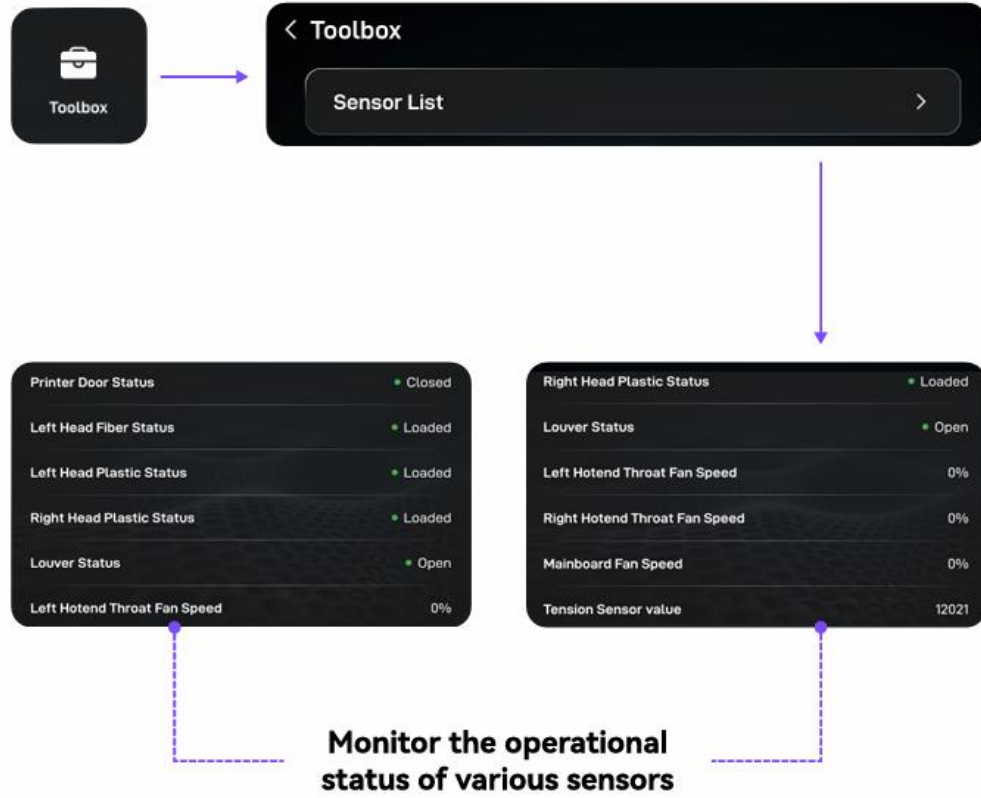 Toolbox
Toolbox
Sensor List
Printer Door Status Closed
Left Head Fiber Status Loaded
Left Head Plastic Status Loaded
Right Head Plastic Status Loaded
Louver Status Open
Left Hotend Throat Fan Speed 0%
Right Head Plastic Status Loaded
Louver Status Open
Left Hotend Throat Fan Speed 0%
Right Hotend Throat Fan Speed 0%
Mainboard Fan Speed 0%
Tension Sensor value 12021
Monitor the operational
status of various sensors